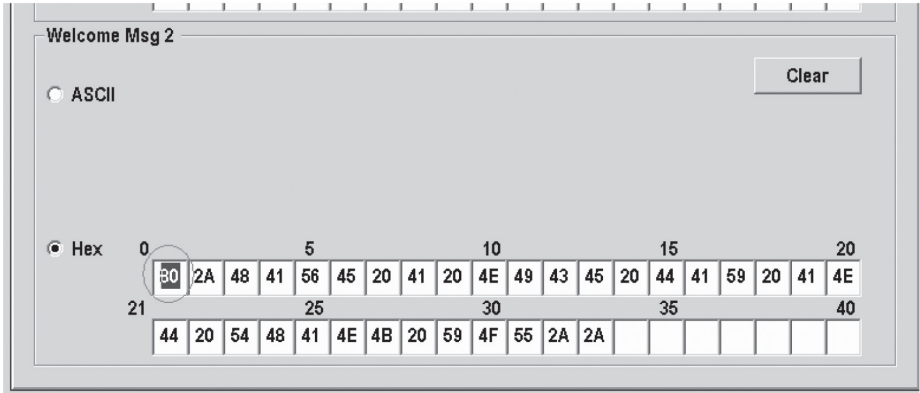 Welcome Msg 2
Clear
ASCII
Hex 0 5 10 15 20
80 2A 48 41 56 45 20 41 20 4E 49 43 45 20 44 41 59 20 41 4E
21 25 30 35 40
44 20 54 48 41 4E 4B 20 59 4F 55 2A 2A